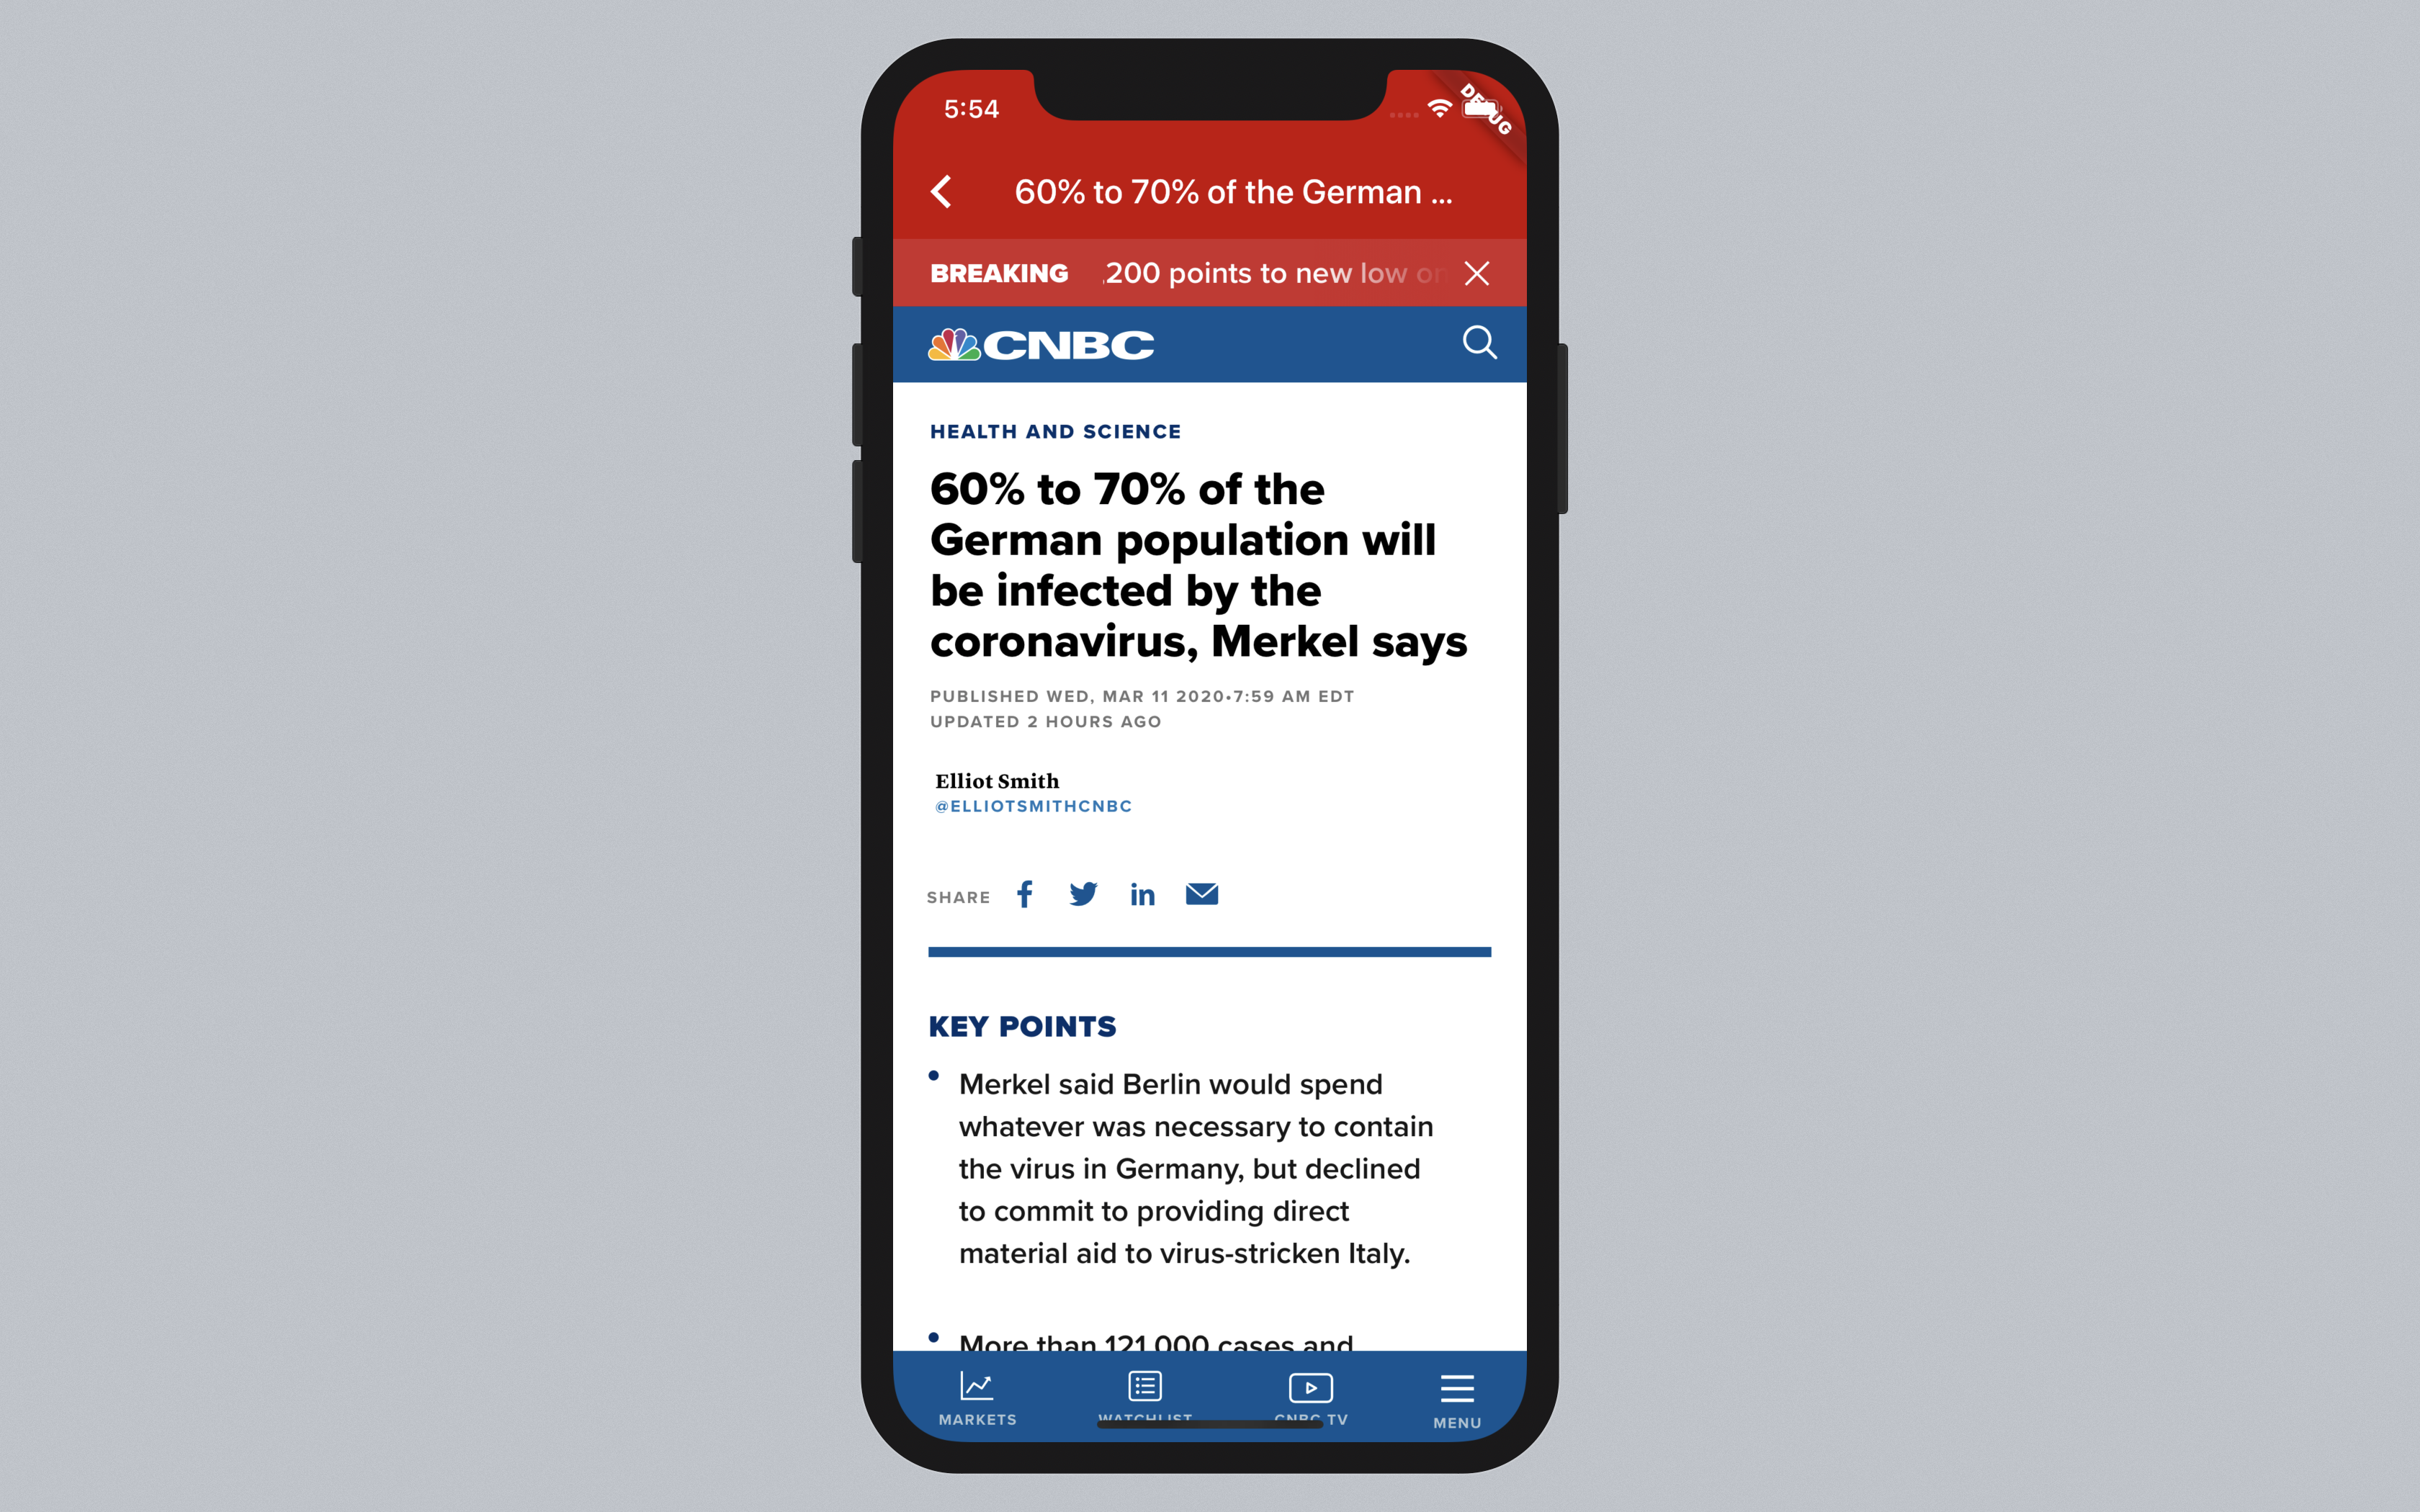 5:54
DEBUG
60% to 70% of the German ...
BREAKING ,200 points to new low on
CNBC
HEALTH AND SCIENCE
60% to 70% of the
German population will
be infected by the
coronavirus, Merkel says
PUBLISHED WED, MAR 11 2020•7:59 AM EDT
UPDATED 2 HOURS AGO
Elliot Smith
@ELLIOTSMITHCNBC
SHARE f in
KEY POINTS
• Merkel said Berlin would spend
whatever was necessary to contain
the virus in Germany, but declined
to commit to providing direct
material aid to virus-stricken Italy.
• More than 121,000 cases and
MARKETS WATCHLIST CNBC TV MENU